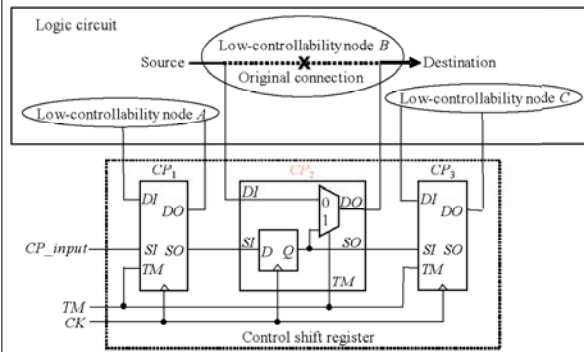 Logic circuit
Low-controllability node B
Source
Destination
Original connection
Low-controllability node A
Low-controllability node C
CP1
CP2
CP3
DI
DO
SI
SO
TM
DI
0
1
DO
SI
D
Q
SO
TM
DI
DO
SI
SO
TM
CP_input
TM
CK
Control shift register